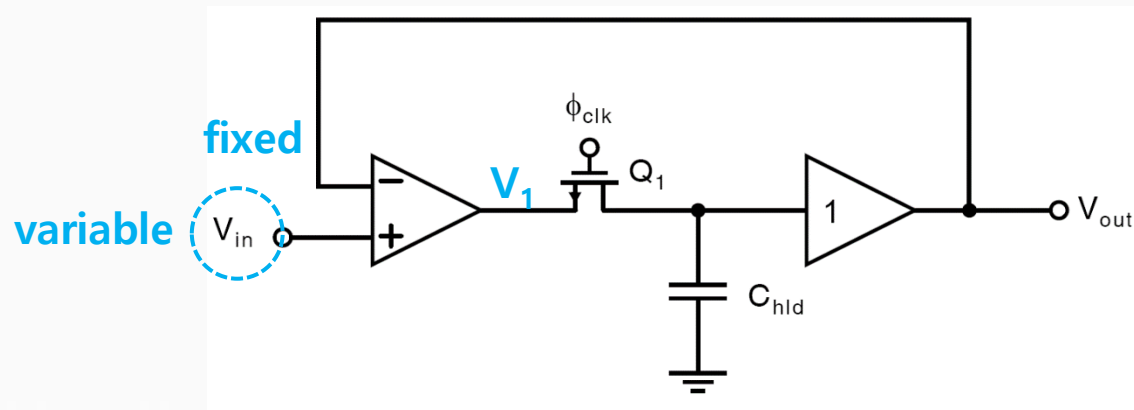 ϕclk
fixed
V1
Q1
variable
Vin
−
+
1
Vout
Chld